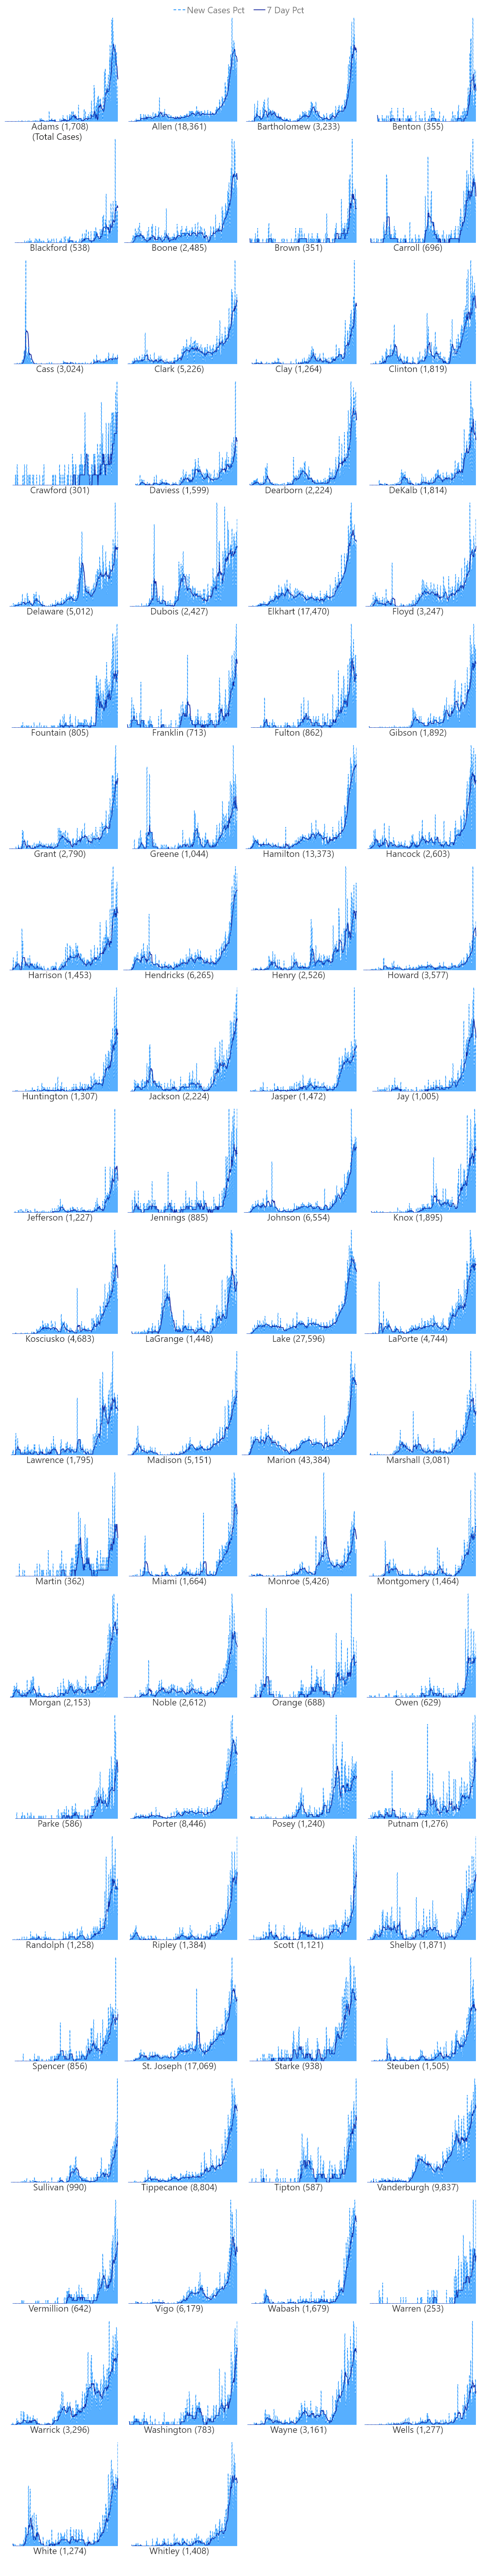 New Cases Pct 7 Day Pct
Adams (1,708) Allen (18,361) Bartholomew (3,233) Benton (355)
(Total Cases)
Blackford (538) Boone (2,485) Brown (351) Carroll (696)
Cass (3,024) Clark (5,226) Clay (1,264) Clinton (1,819)
Crawford (301) Daviess (1,599) Dearborn (2,224) DeKalb (1,814)
Delaware (5,012) Dubois (2,427) Elkhart (17,470) Floyd (3,247)
Fountain (805) Franklin (713) Fulton (862) Gibson (1,892)
Grant (2,790) Greene (1,044) Hamilton (13,373) Hancock (2,603)
Harrison (1,453) Hendricks (6,265) Henry (2,526) Howard (3,577)
Huntington (1,307) Jackson (2,224) Jasper (1,472) Jay (1,005)
Jefferson (1,227) Jennings (885) Johnson (6,554) Knox (1,895)
Kosciusko (4,683) LaGrange (1,448) Lake (27,596) LaPorte (4,744)
Lawrence (1,795) Madison (5,151) Marion (43,384) Marshall (3,081)
Martin (362) Miami (1,664) Monroe (5,426) Montgomery (1,464)
Morgan (2,153) Noble (2,612) Orange (688) Owen (629)
Parke (586) Porter (8,446) Posey (1,240) Putnam (1,276)
Randolph (1,258) Ripley (1,384) Scott (1,121) Shelby (1,871)
Spencer (856) St. Joseph (17,069) Starke (938) Steuben (1,505)
Sullivan (990) Tippecanoe (8,804) Tipton (587) Vanderburgh (9,837)
Vermillion (642) Vigo (6,179) Wabash (1,679) Warren (253)
Warrick (3,296) Washington (783) Wayne (3,161) Wells (1,277)
White (1,274) Whitley (1,408)